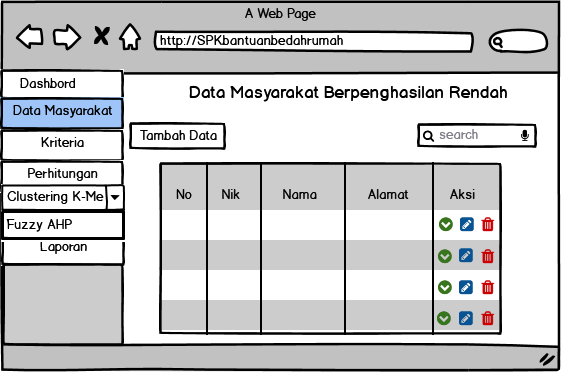 A Web Page
http://SPKbantuanbedahrumah
Dashbord
Data Masyarakat
Kriteria
Perhitungan
Clustering K-Me
Fuzzy AHP
Laporan
Data Masyarakat Berpenghasilan Rendah
Tambah Data
search
No Nik Nama Alamat Aksi